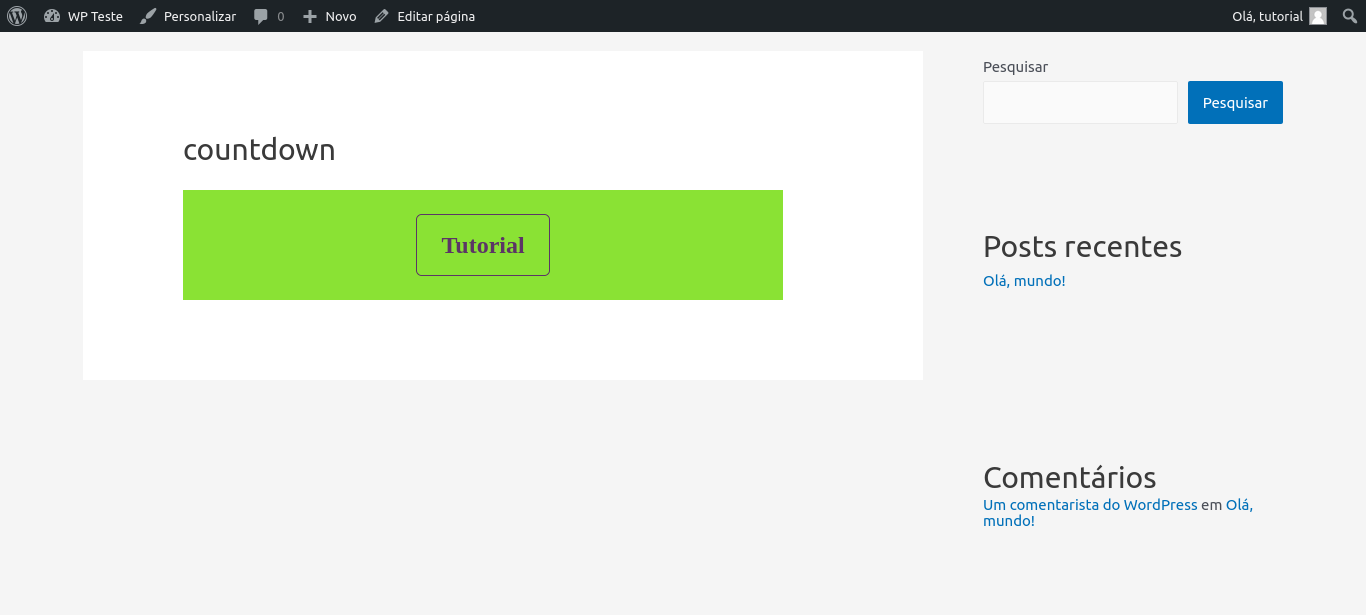 WP Teste Personalizar 0 Novo Editar página Olá, tutorial
countdown
Tutorial
Pesquisar
Pesquisar
Posts recentes
Olá, mundo!
Comentários
Um comentarista do WordPress em Olá,
mundo!